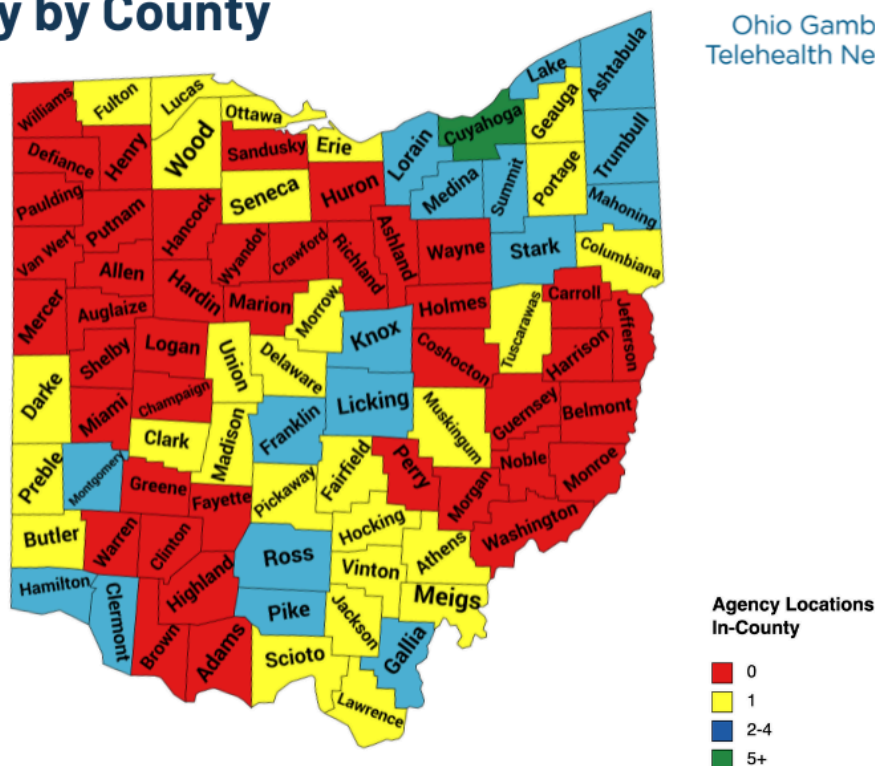 y by County
Ohio Gamb
Telehealth Ne
Williams
Fulton
Lucas
Ottawa
Wood
Defiance
Henry
Sandusky
Erie
Lorain
Cuyahoga
Lake
Geauga
Ashtabula
Trumbull
Paulding
Putnam
Hancock
Seneca
Huron
Medina
Summit
Portage
Mahoning
Van Wert
Allen
Wyandot
Crawford
Richland
Ashland
Wayne
Stark
Columbiana
Mercer
Auglaize
Hardin
Marion
Morrow
Holmes
Tuscarawas
Carroll
Jefferson
Shelby
Logan
Union
Delaware
Knox
Coshocton
Harrison
Darke
Miami
Champaign
Clark
Madison
Franklin
Licking
Muskingum
Guernsey
Belmont
Preble
Montgomery
Greene
Fayette
Pickaway
Fairfield
Perry
Morgan
Noble
Monroe
Butler
Warren
Clinton
Highland
Ross
Hocking
Athens
Washington
Hamilton
Clermont
Brown
Adams
Pike
Vinton
Meigs
Jackson
Scioto
Gallia
Lawrence
Agency Locations
In-County
0
1
2-4
5+